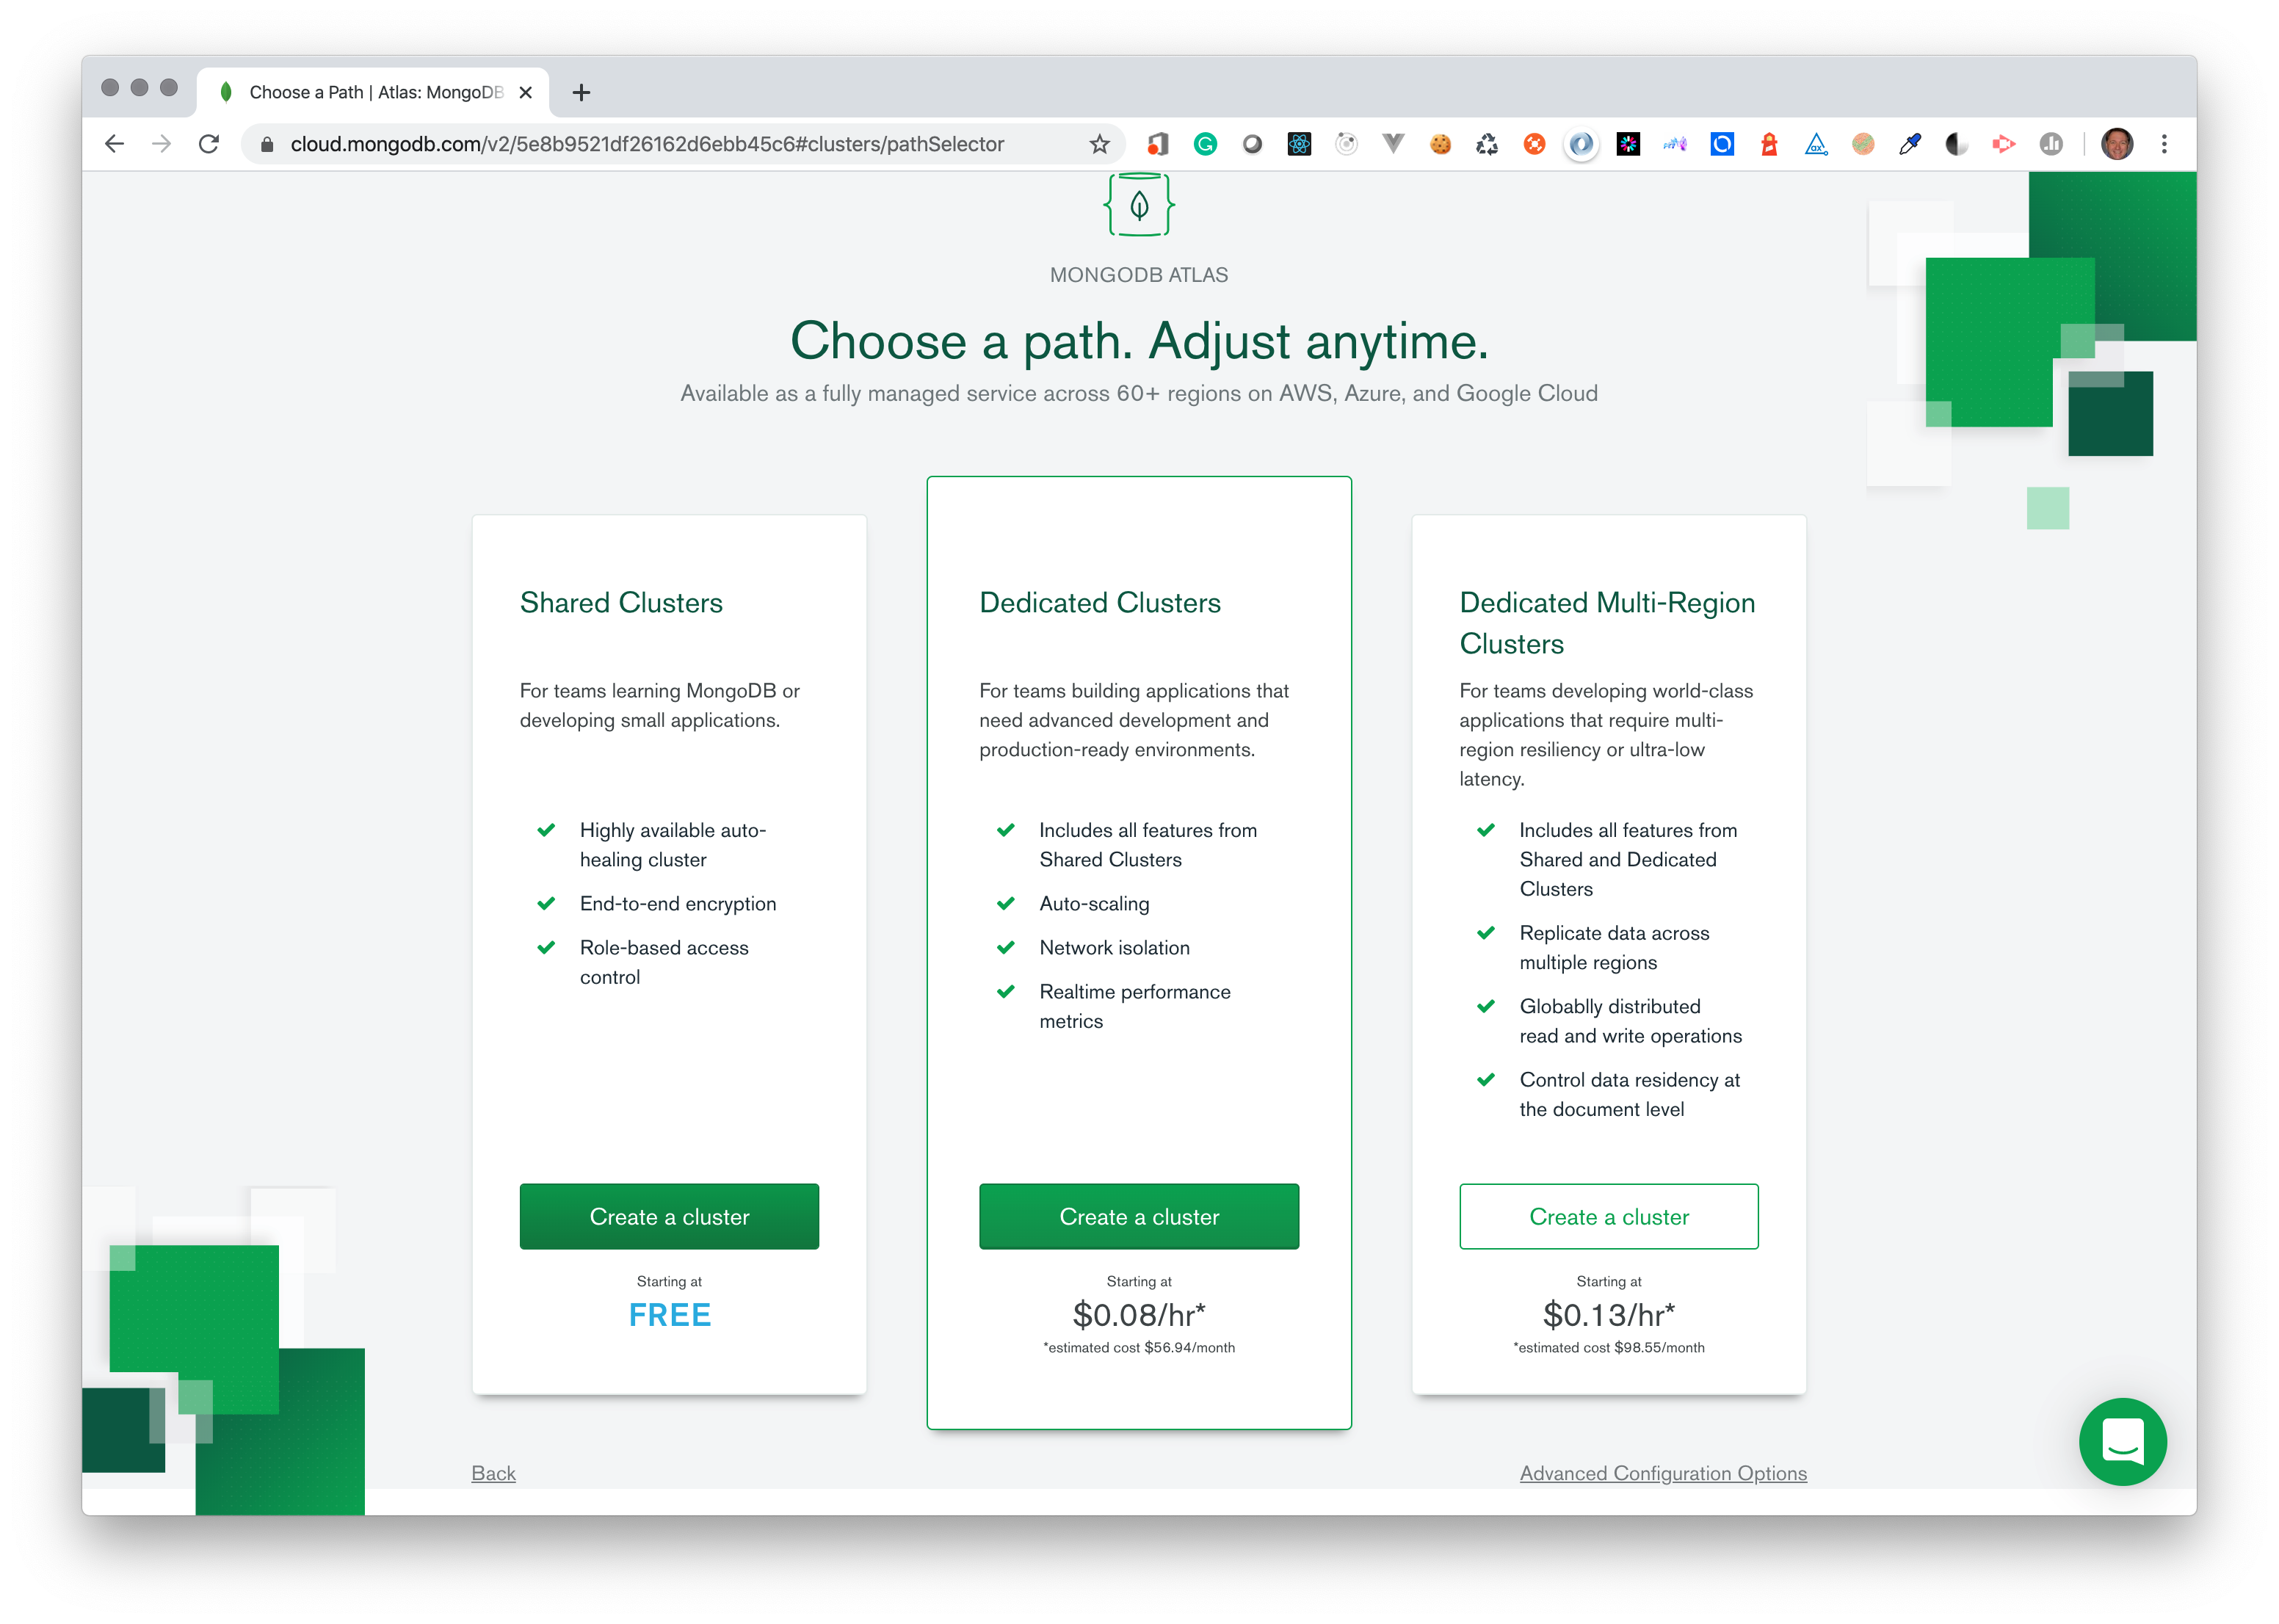 Choose a Path | Atlas: MongoDB
cloud.mongodb.com/v2/5e8b9521df26162d6ebb45c6#clusters/pathSelector
MONGODB ATLAS
Choose a path. Adjust anytime.
Available as a fully managed service across 60+ regions on AWS, Azure, and Google Cloud
Shared Clusters
For teams learning MongoDB or
developing small applications.
Highly available auto-
healing cluster
End-to-end encryption
Role-based access
control
Create a cluster
Starting at
FREE
Dedicated Clusters
For teams building applications that
need advanced development and
production-ready environments.
Includes all features from
Shared Clusters
Auto-scaling
Network isolation
Realtime performance
metrics
Create a cluster
Starting at
$0.08/hr*
*estimated cost $56.94/month
Dedicated Multi-Region
Clusters
For teams developing world-class
applications that require multi-
region resiliency or ultra-low
latency.
Includes all features from
Shared and Dedicated
Clusters
Replicate data across
multiple regions
Globablly distributed
read and write operations
Control data residency at
the document level
Create a cluster
Starting at
$0.13/hr*
*estimated cost $98.55/month
Back
Advanced Configuration Options